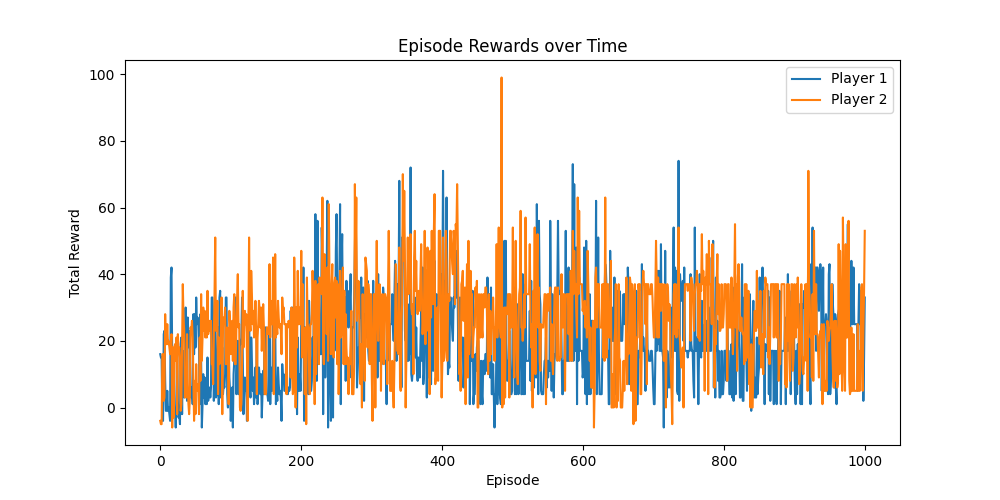 Episode Rewards over Time
Player 1
Player 2
Total Reward
100
80
60
40
20
0
0 200 400 600 800 1000
Episode